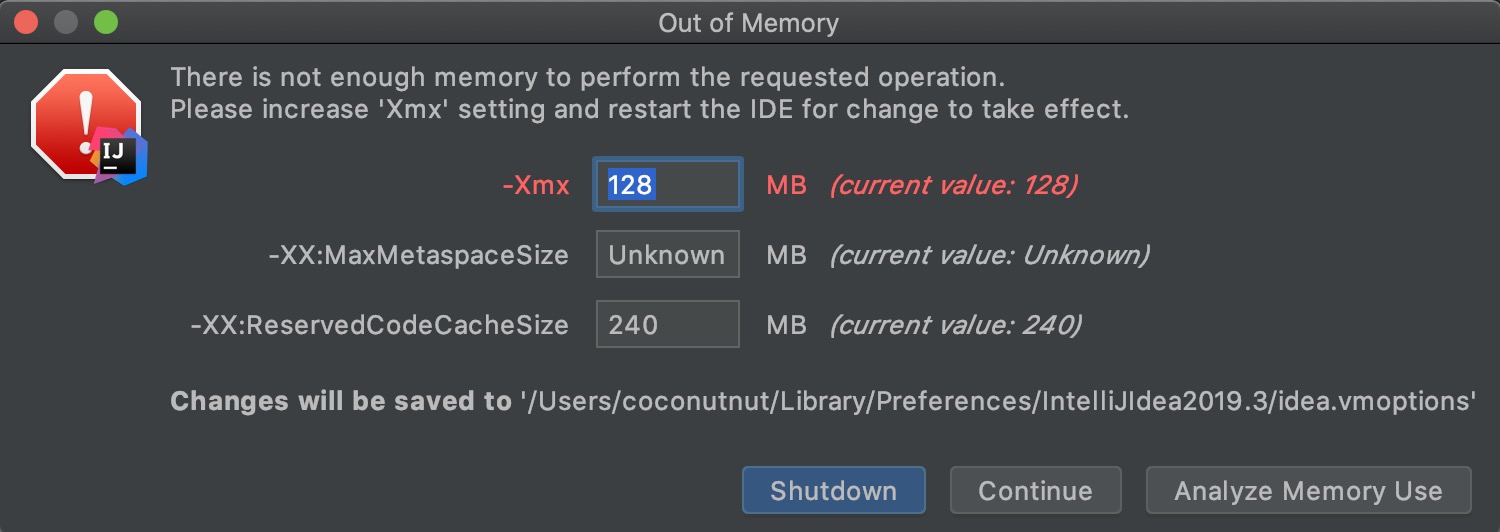 Out of Memory
There is not enough memory to perform the requested operation.
Please increase 'Xmx' setting and restart the IDE for change to take effect.
IJ
-Xmx 128 MB (current value: 128)
-XX:MaxMetaspaceSize Unknown MB (current value: Unknown)
-XX:ReservedCodeCacheSize 240 MB (current value: 240)
Changes will be saved to '/Users/coconutnut/Library/Preferences/IntelliJIdea2019.3/idea.vmoptions'
Shutdown Continue Analyze Memory Use